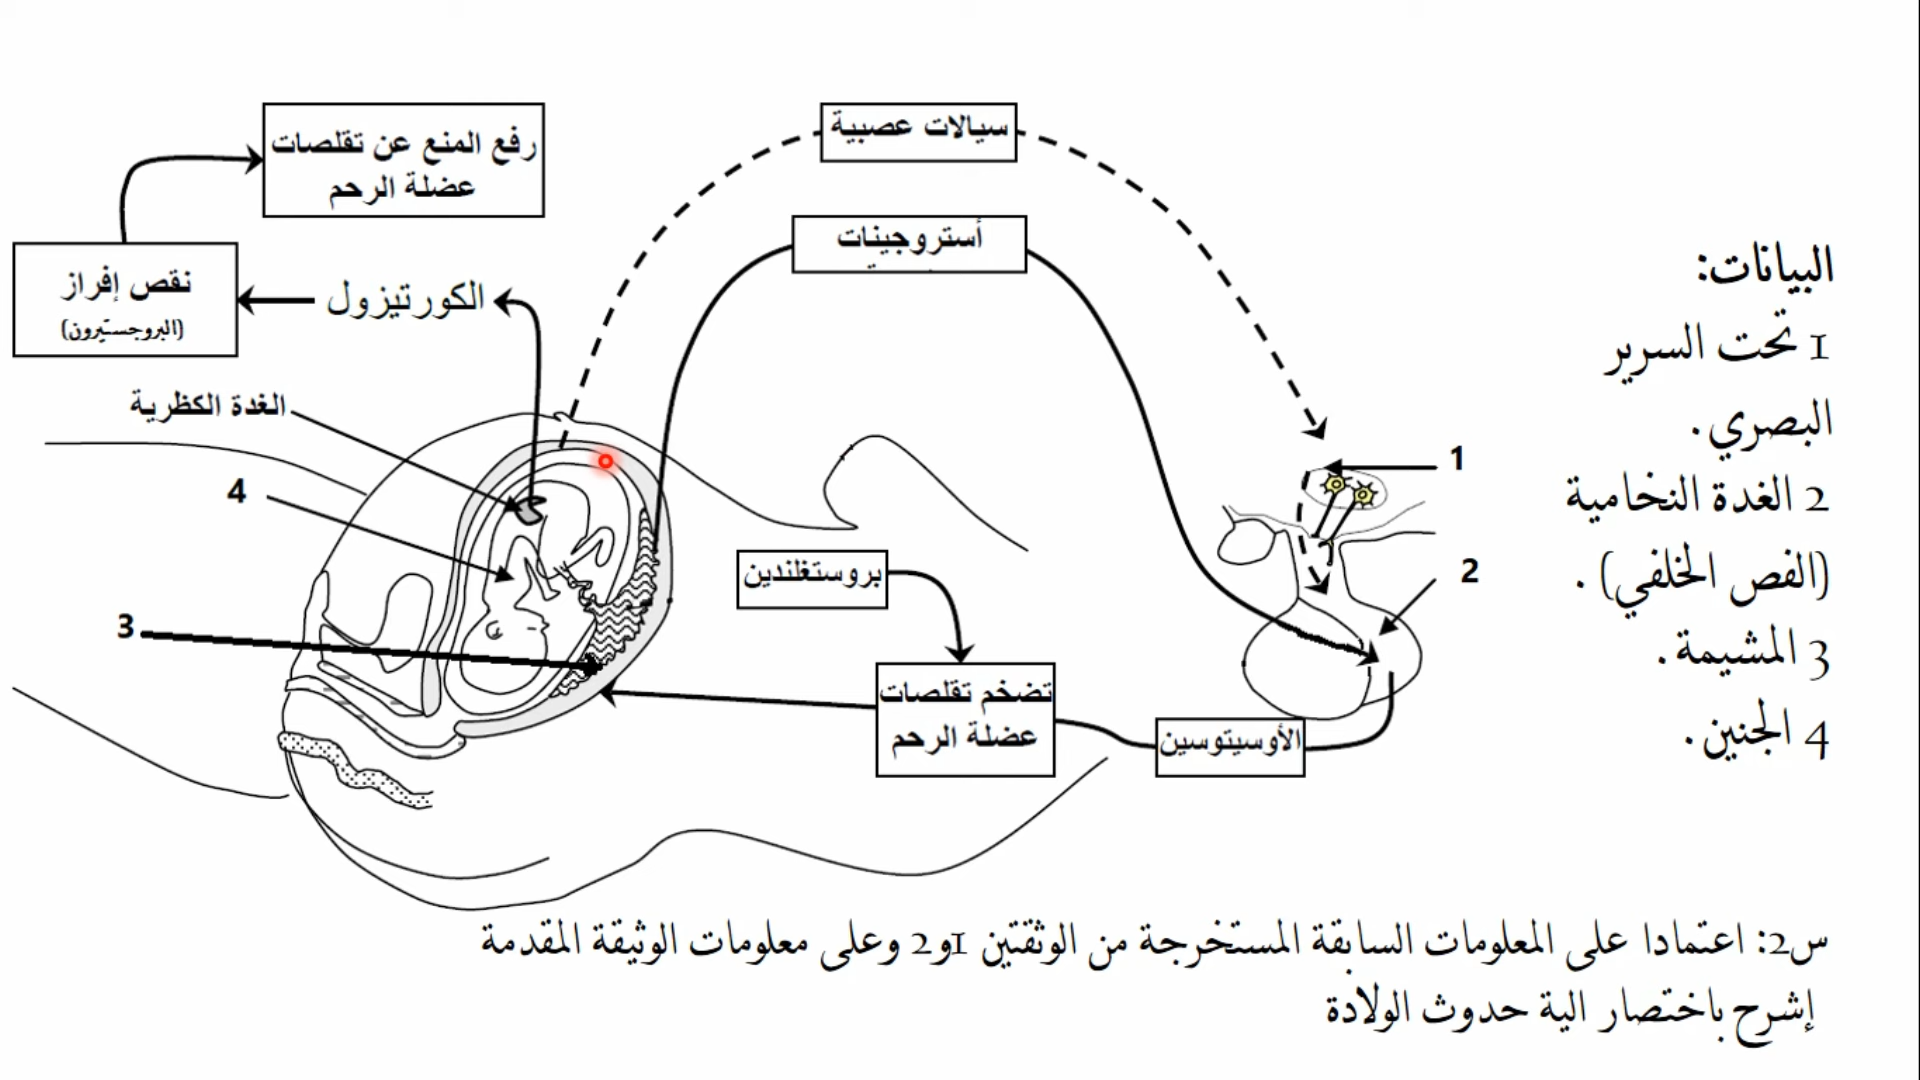 سيالات عصبية
رفع المنع عن تقلصات
عضلة الرحم
أستروجينات
نقص إفراز
(البروجستيرون)
الكورتيزول
الغدة الكظرية
4
3
1
2
بروستغلندين
تضخم تقلصات
عضلة الرحم
الأوسيتوسين
البيانات:
1 تحت السرير
البصري.
2 الغدة النخامية
(الفص الخلفي) .
3 المشيمة.
4 الجنين.
س2: اعتمادا على المعلومات السابقة المستخرجة من الوثقتين 1و2 وعلى معلومات الوثيقة المقدمة
إشرح باختصار الية حدوث الولادة